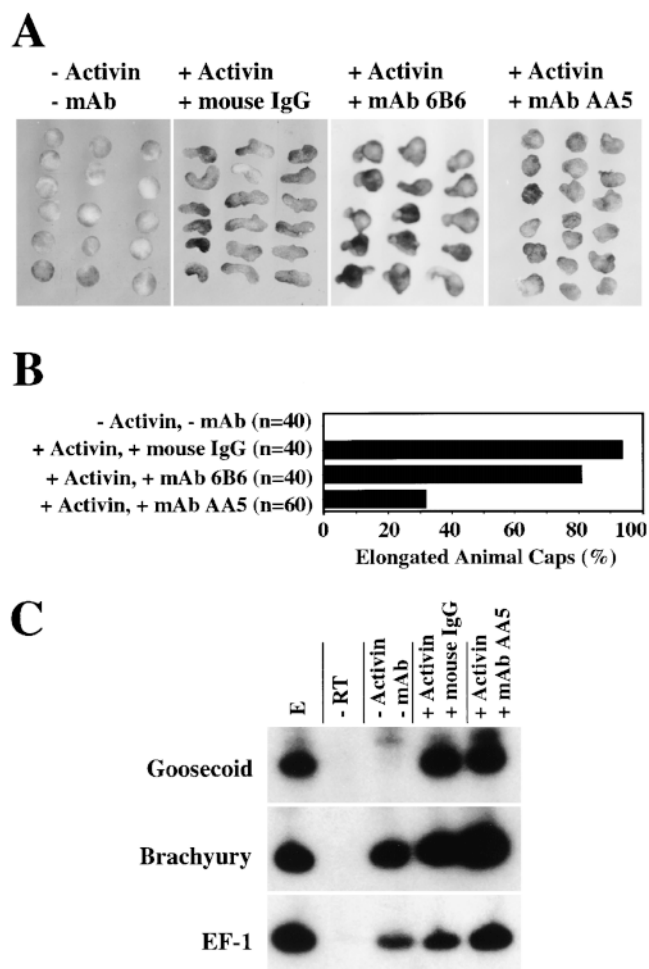 A
- Activin
- mAb
+ Activin
+ mouse IgG
+ Activin
+ mAb 6B6
+ Activin
+ mAb AA5
B
- Activin, - mAb (n=40)
+ Activin, + mouse IgG (n=40)
+ Activin, + mAb 6B6 (n=40)
+ Activin, + mAb AA5 (n=60)
0 20 40 60 80 100
Elongated Animal Caps (%)
C
E
- RT
- Activin
- mAb
+ Activin
+ mouse IgG
+ Activin
+ mAb AA5
Goosecoid
Brachyury
EF-1